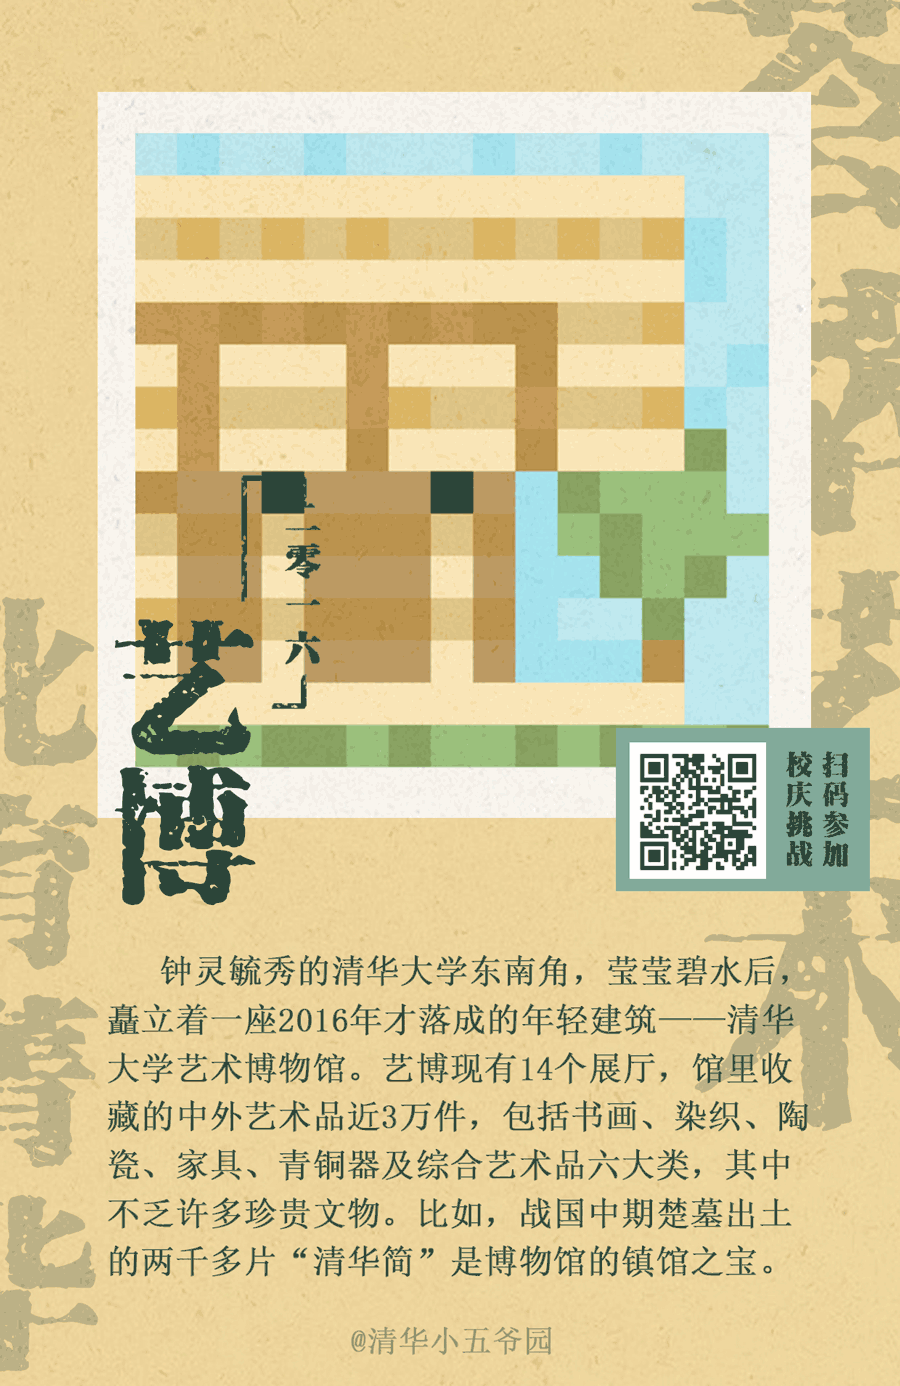 二零一六
艺博
扫码参加
校庆挑战
钟灵毓秀的清华大学东南角，莹莹碧水后，
矗立着一座2016年才落成的年轻建筑——清华
大学艺术博物馆。艺博现有14个展厅，馆里收
藏的中外艺术品近3万件，包括书画、染织、陶
瓷、家具、青铜器及综合艺术品六大类，其中
不乏许多珍贵文物。比如，战国中期楚墓出土
的两千多片“清华简”是博物馆的镇馆之宝。
@清华小五爷园